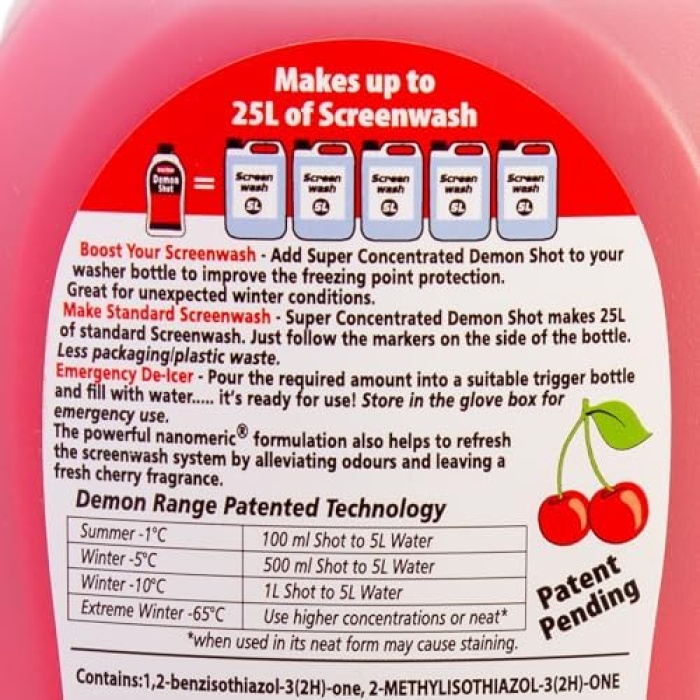 Makes up to
25L of Screenwash
Demon
Shot
=
Screen
wash
5L
Screen
wash
5L
Screen
wash
5L
Screen
wash
5L
Screen
wash
5L
Boost Your Screenwash - Add Super Concentrated Demon Shot to your
washer bottle to improve the freezing point protection.
Great for unexpected winter conditions.
Make Standard Screenwash - Super Concentrated Demon Shot makes 25L
of standard Screenwash. Just follow the markers on the side of the bottle.
Less packaging/plastic waste.
Emergency De-Icer - Pour the required amount into a suitable trigger bottle
and fill with water..... it's ready for use! Store in the glove box for
emergency use.
The powerful nanomeric® formulation also helps to refresh
the screenwash system by alleviating odours and leaving a
fresh cherry fragrance.
Demon Range Patented Technology
Summer -1°C 100 ml Shot to 5L Water
Winter -5°C 500 ml Shot to 5L Water
Winter -10°C 1L Shot to 5L Water
Extreme Winter -65°C Use higher concentrations or neat*
*when used in its neat form may cause staining.
Patent
Pending
Contains:1,2-benzisothiazol-3(2H)-one, 2-METHYLISOTHIAZOL-3(2H)-ONE